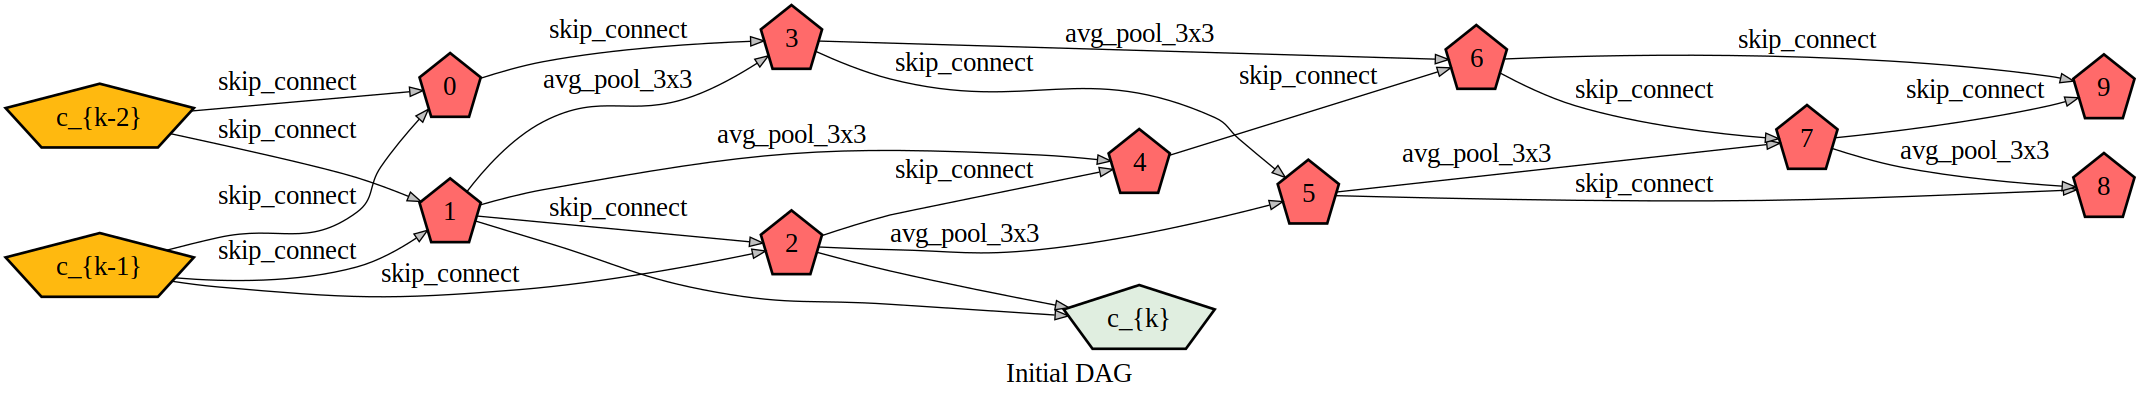 skip_connect
3
avg_pool_3x3
skip_connect
skip_connect
6
skip_connect
avg_pool_3x3
skip_connect
skip_connect
0
skip_connect
skip_connect
9
c_{k-2}
skip_connect
avg_pool_3x3
7
avg_pool_3x3
avg_pool_3x3
4
skip_connect
5
skip_connect
8
skip_connect
1
skip_connect
avg_pool_3x3
2
skip_connect
c_{k-1}
skip_connect
c_{k}
Initial DAG